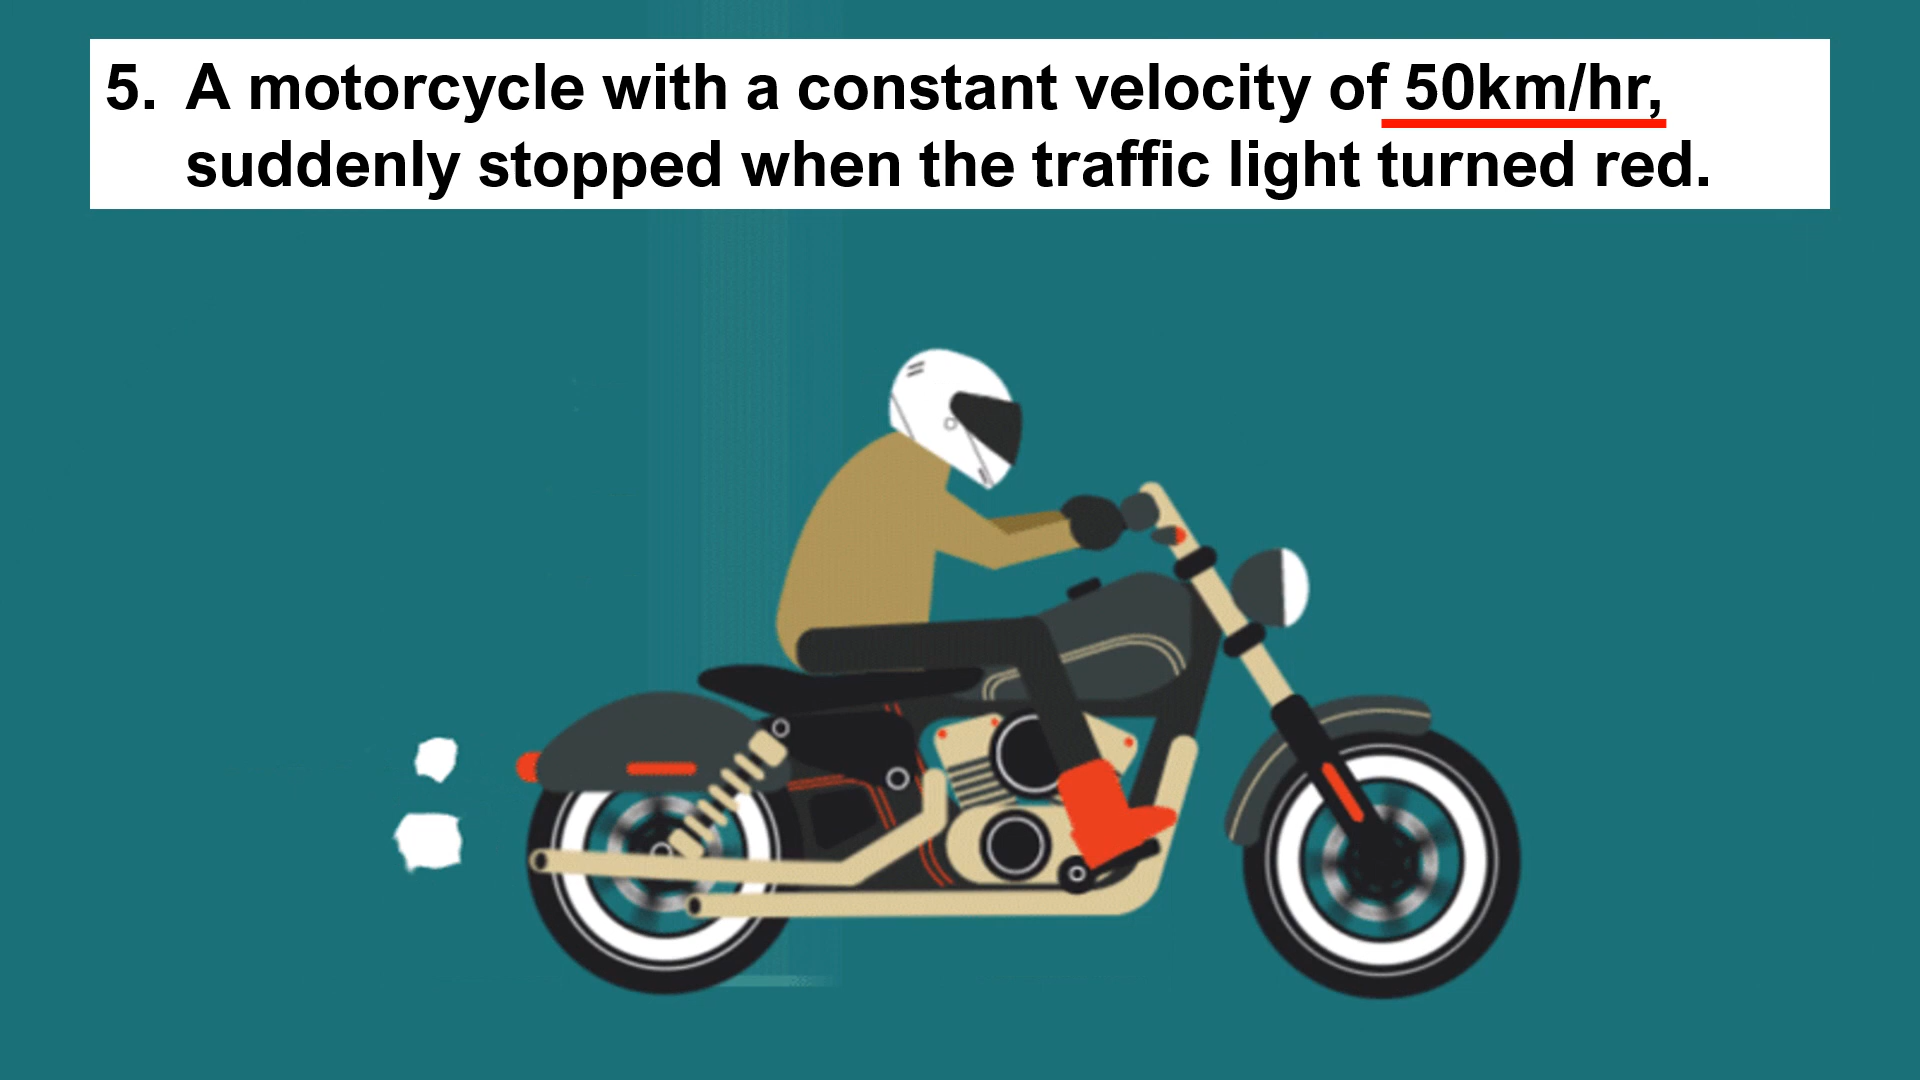 5. A motorcycle with a constant velocity of 50km/hr,
suddenly stopped when the traffic light turned red.